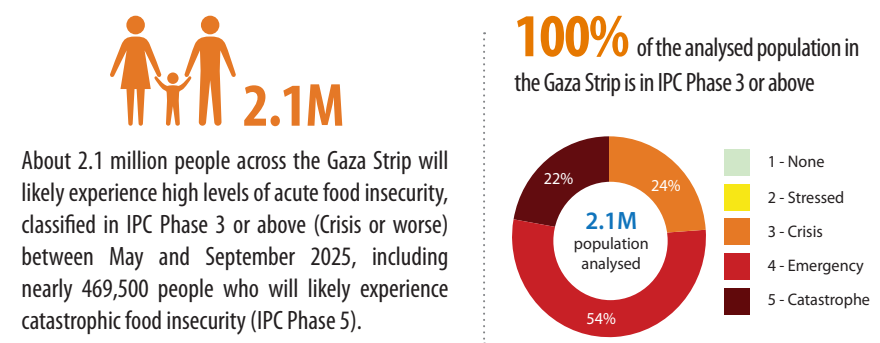 2.1M
About 2.1 million people across the Gaza Strip will
likely experience high levels of acute food insecurity,
classified in IPC Phase 3 or above (Crisis or worse)
between May and September 2025, including
nearly 469,500 people who will likely experience
catastrophic food insecurity (IPC Phase 5).
100% of the analysed population in
the Gaza Strip is in IPC Phase 3 or above
22%
24%
54%
2.1M
population
analysed
1 - None
2 - Stressed
3 - Crisis
4 - Emergency
5 - Catastrophe